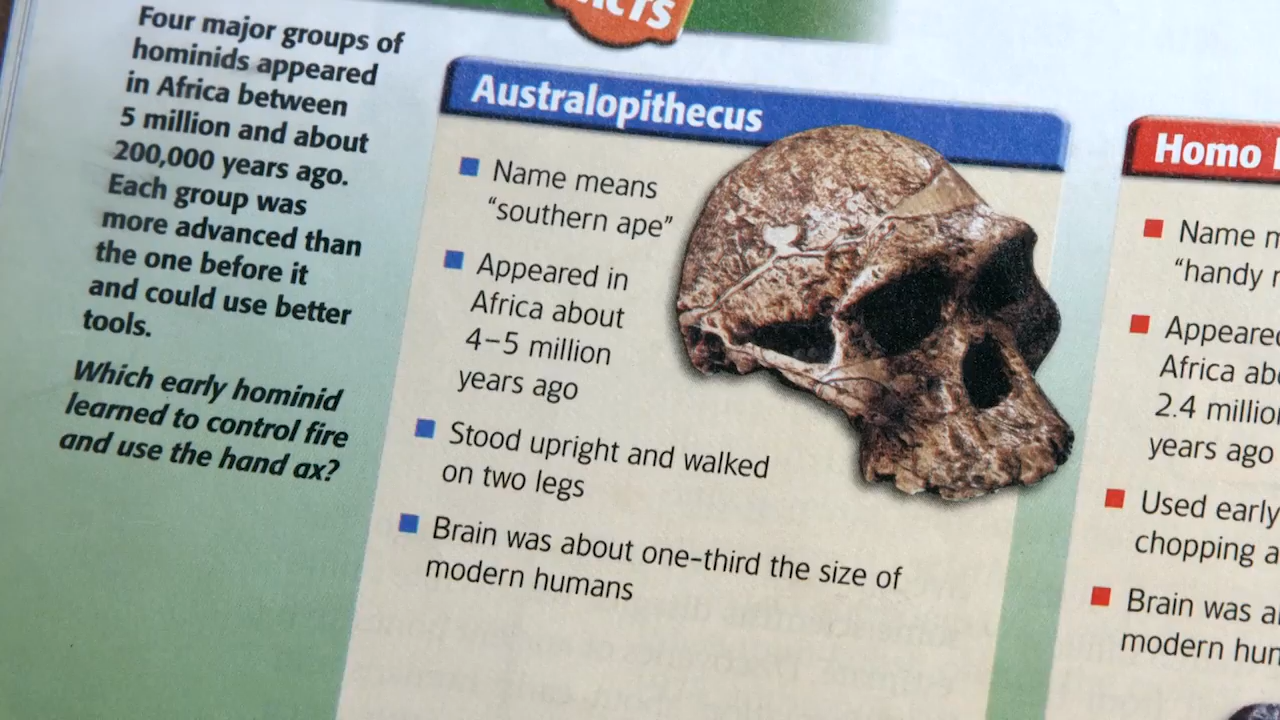 Four major groups of
hominids appeared
in Africa between
5 million and about
200,000 years ago.
Each group was
more advanced than
the one before it
and could use better
tools.
Which early hominid
learned to control fire
and use the hand ax?
Australopithecus
Name means
“southern ape”
Appeared in
Africa about
4–5 million
years ago
Stood upright and walked
on two legs
Brain was about one-third the size of
modern humans
Homo
Name
“handy
Appeared
Africa
2.4
years ago
Used early
chopping
Brain was
modern